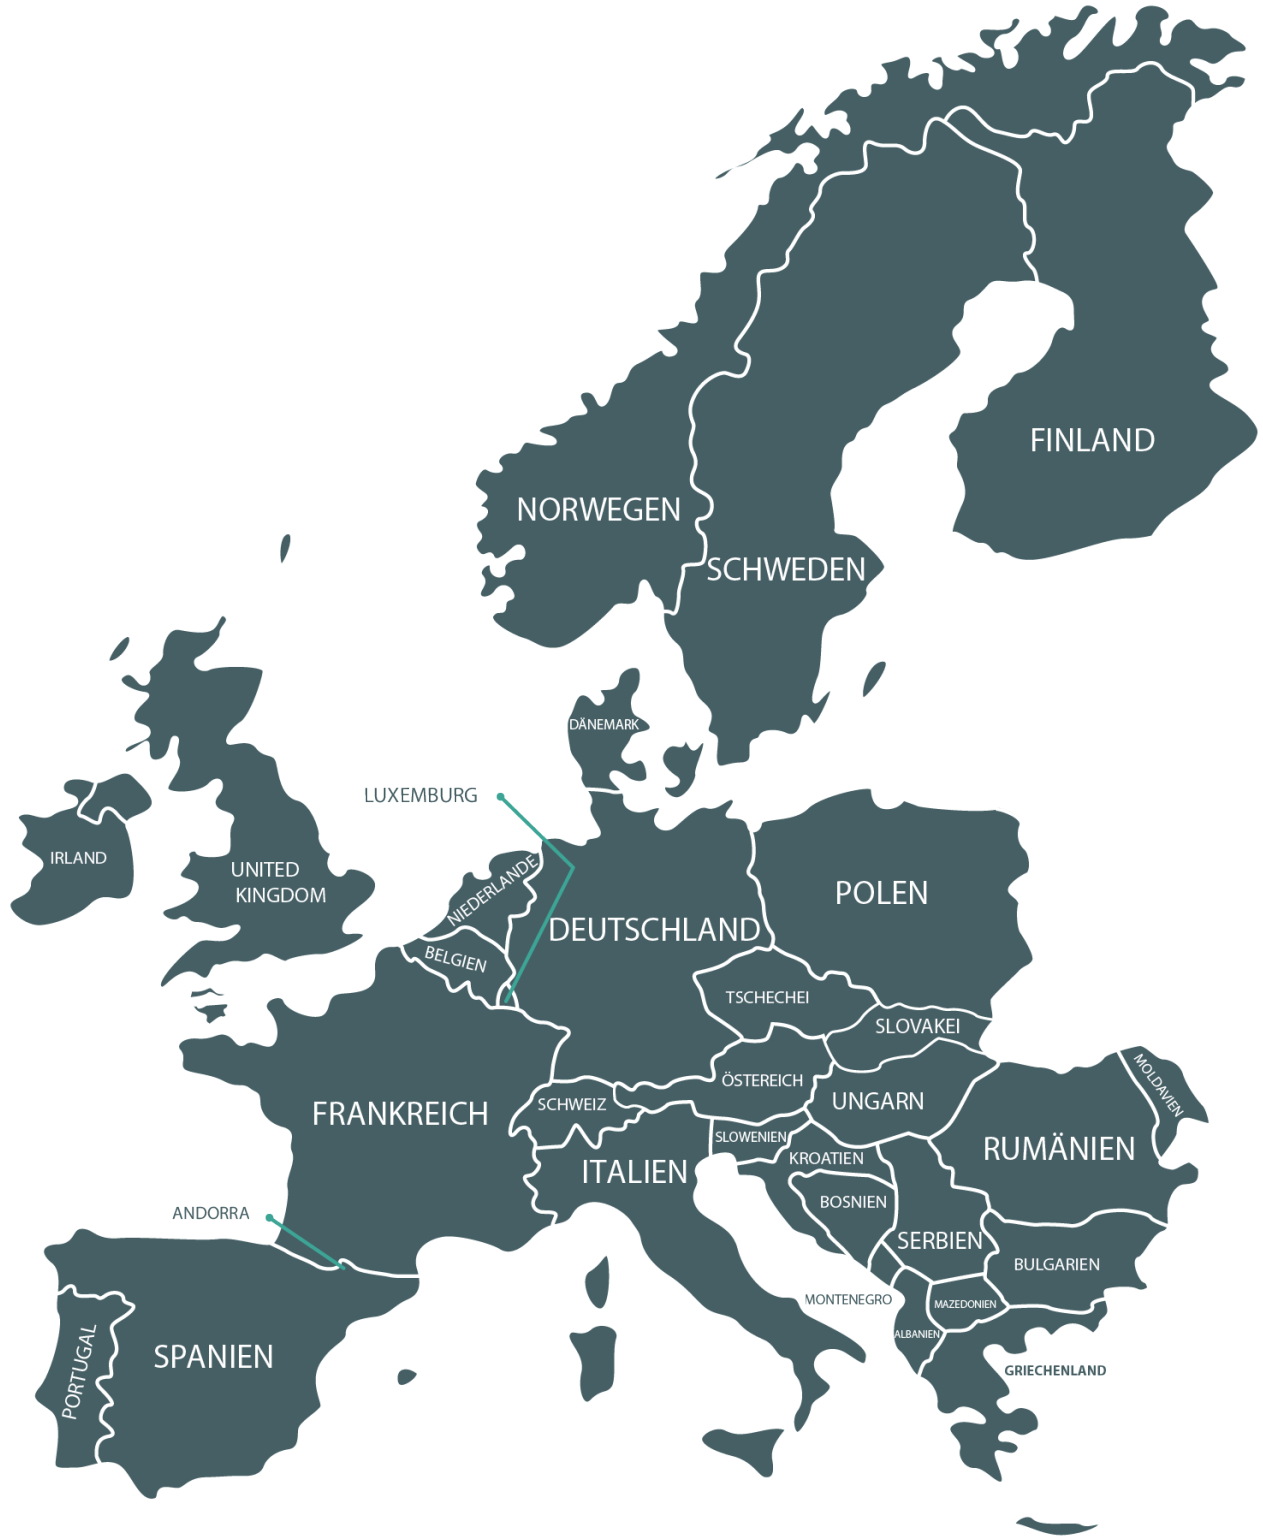 FINLAND
NORWEGEN
SCHWEDEN
DÄNEMARK
LUXEMBURG
IRLAND
UNITED
KINGDOM
NIEDERLANDE
POLEN
DEUTSCHLAND
BELGIEN
TSCHECHEI
SLOVAKEI
ÖSTEREICH
MOLDAVIEN
UNGARN
SCHWEIZ
FRANKREICH
SLOWENIEN
RUMÄNIEN
KROATIEN
ITALIEN
BOSNIEN
ANDORRA
SERBIEN
BULGARIEN
MONTENEGRO
MAZEDONIEN
ALBANIEN
SPANIEN
PORTUGAL
GRIECHENLAND